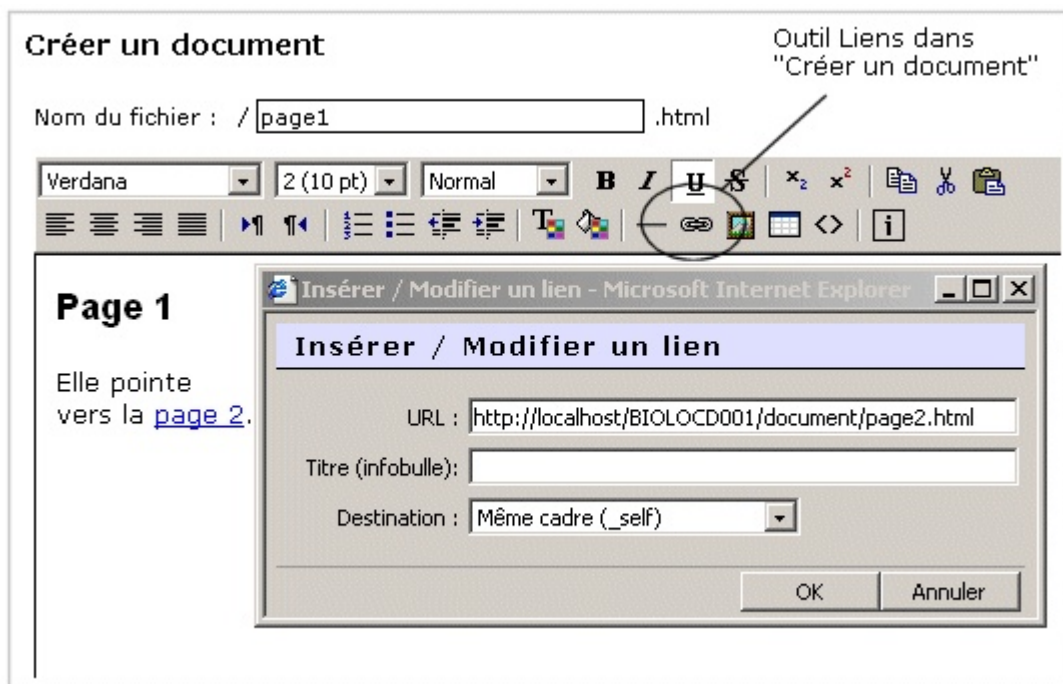 Créer un document
Outil Liens dans
"Créer un document"
Nom du fichier : / page1 .html
Verdana 2 (10 pt) Normal B I U S x₂ x²
Page 1
Elle pointe
vers la page 2.
Insérer / Modifier un lien - Microsoft Internet Explorer
Insérer / Modifier un lien
URL : http://localhost/BIOLOCD001/document/page2.html
Titre (infobulle):
Destination : Même cadre (_self)
OK Annuler